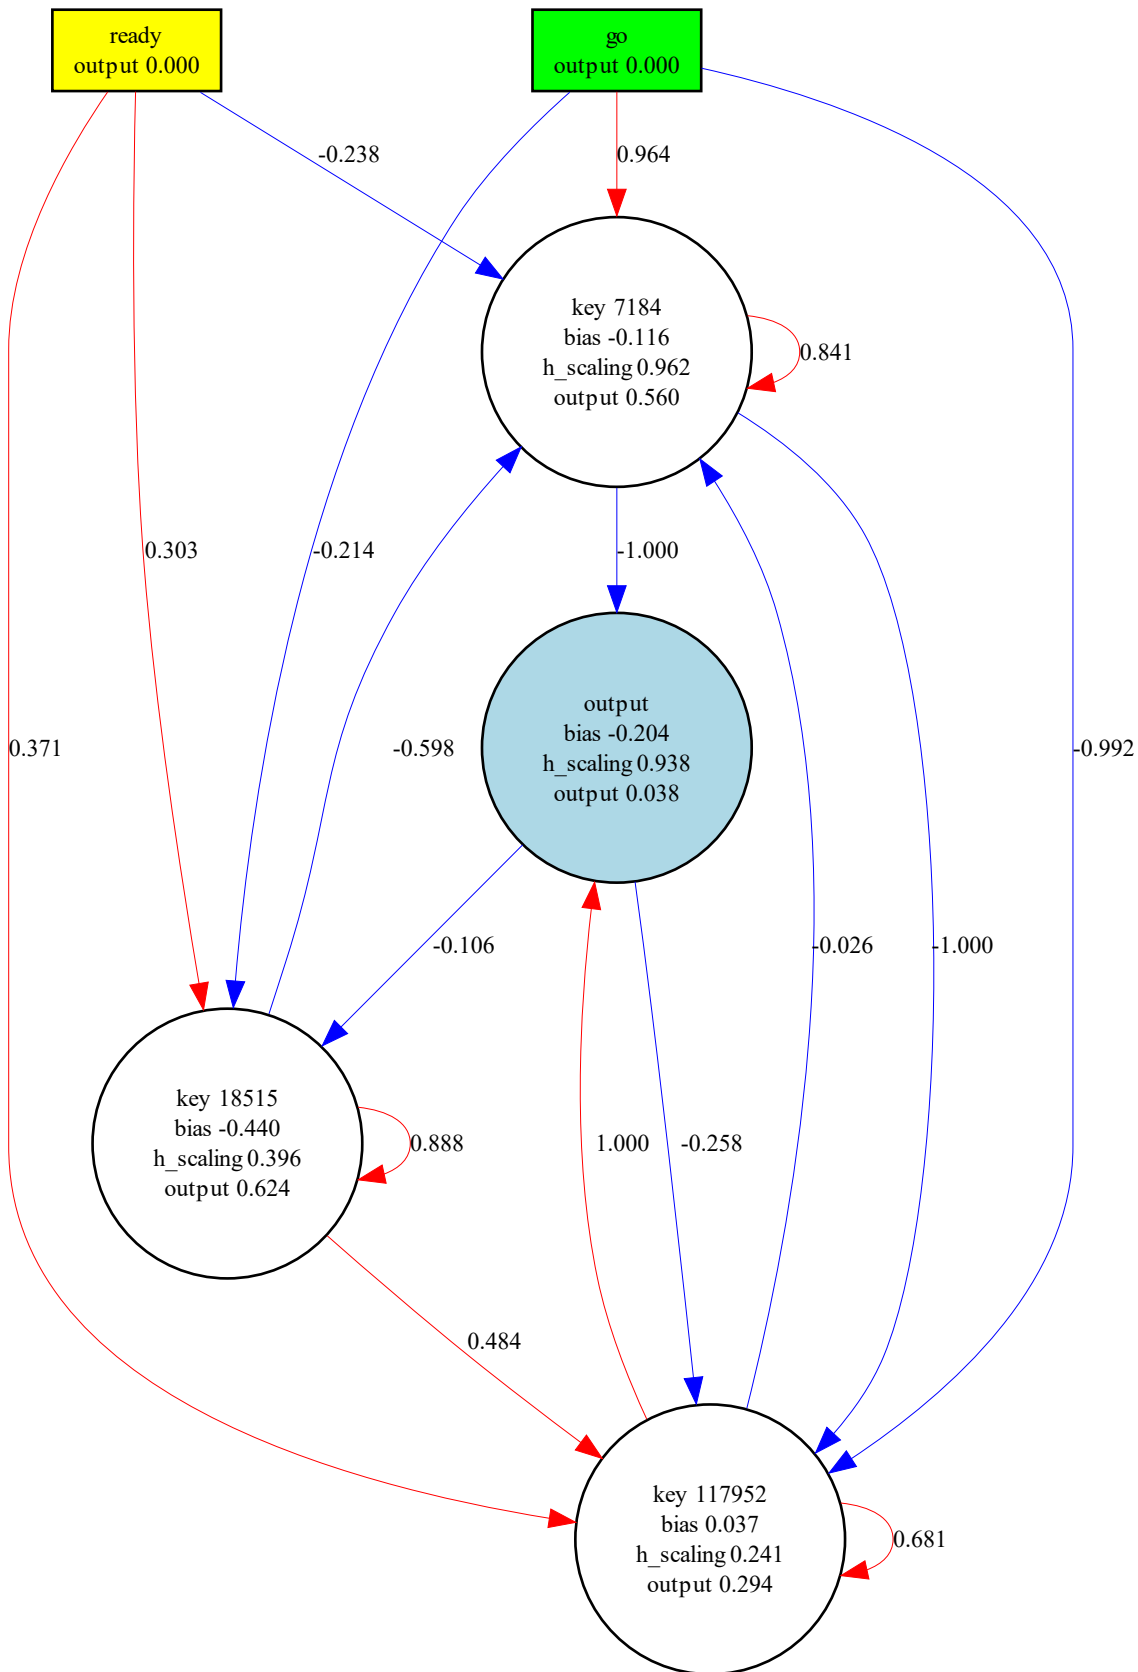 ready
output 0.000
go
output 0.000
-0.238
0.964
key 7184
bias -0.116
h_scaling 0.962
output 0.560
0.841
0.303
-0.214
-1.000
output
bias -0.204
h_scaling 0.938
output 0.038
0.371
-0.598
-0.992
-0.106
-0.026
-1.000
key 18515
bias -0.440
h_scaling 0.396
output 0.624
0.888
1.000
-0.258
0.484
key 117952
bias 0.037
h_scaling 0.241
output 0.294
0.681